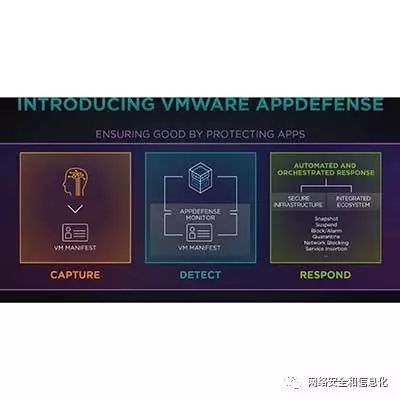 INTRODUCING VMWARE APPDEFENSE
ENSURING GOOD BY PROTECTING APPS
VM MANIFEST
CAPTURE
APPDEFENSE
MONITOR
VM MANIFEST
DETECT
AUTOMATED AND
ORCHESTRATED RESPONSE
SECURE
INFRASTRUCTURE
INTEGRATED
ECOSYSTEM
Snapshot
Suspend
Block/Alarm
Quarantine
Network Blocking
Service Insertion
...
RESPOND
网络安全和信息化